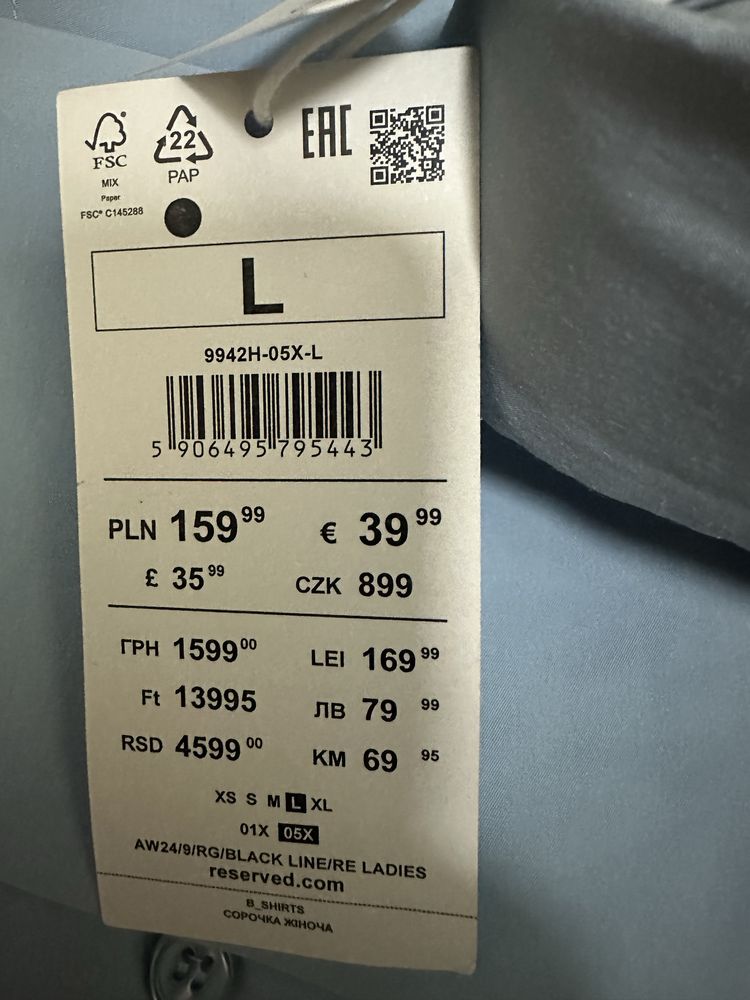 FSC
MIX
Paper
FSC® C145288
22
PAP
EAC
L
9942H-05X-L
5 906495 795443
PLN 159 99 € 39 99
£ 35 99 CZK 899
ГРН 1599 00 LEI 169 99
Ft 13995 ЛВ 79 99
RSD 4599 00 KM 69 95
XS S M L XL
01X 05X
AW24/9/RG/BLACK LINE/RE LADIES
reserved.com
B_SHIRTS
СОРОЧКА ЖІНОЧА